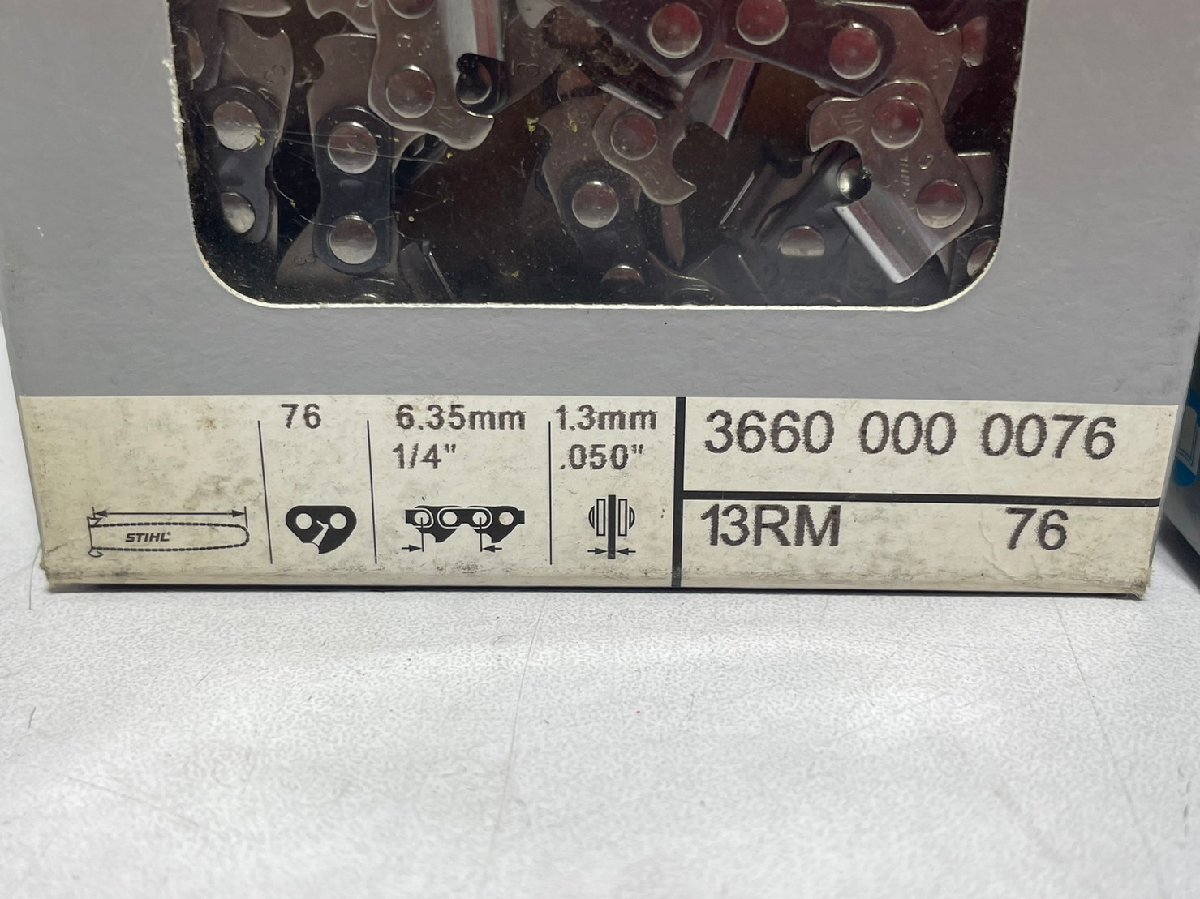 76
6.35mm
1/4"
1.3mm
.050"
STIHL
3660 000 0076
13RM 76